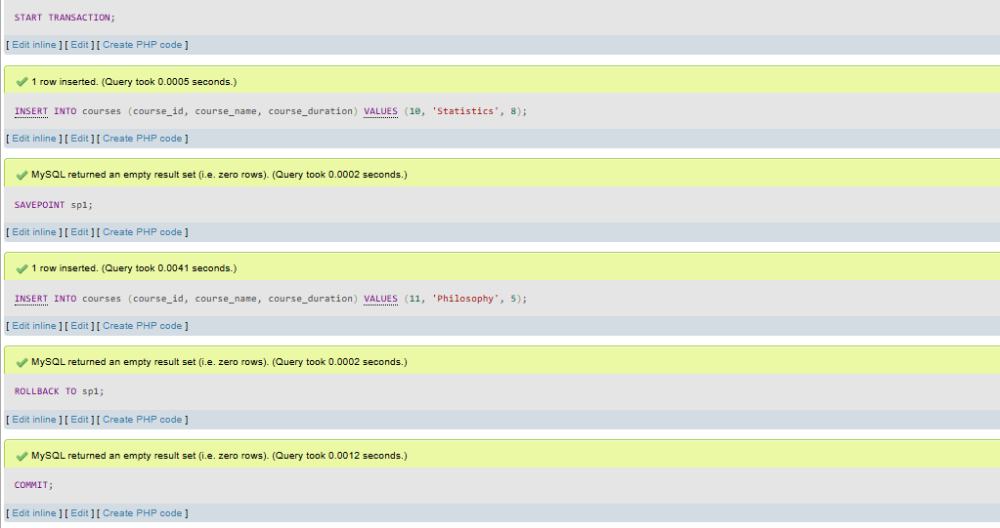 START TRANSACTION;
[ Edit inline ] [ Edit ] [ Create PHP code ]
1 row inserted. (Query took 0.0005 seconds.)
INSERT INTO courses (course_id, course_name, course_duration) VALUES (10, 'Statistics', 8);
[ Edit inline ] [ Edit ] [ Create PHP code ]
MySQL returned an empty result set (i.e. zero rows). (Query took 0.0002 seconds.)
SAVEPOINT sp1;
[ Edit inline ] [ Edit ] [ Create PHP code ]
1 row inserted. (Query took 0.0041 seconds.)
INSERT INTO courses (course_id, course_name, course_duration) VALUES (11, 'Philosophy', 5);
[ Edit inline ] [ Edit ] [ Create PHP code ]
MySQL returned an empty result set (i.e. zero rows). (Query took 0.0002 seconds.)
ROLLBACK TO sp1;
[ Edit inline ] [ Edit ] [ Create PHP code ]
MySQL returned an empty result set (i.e. zero rows). (Query took 0.0012 seconds.)
COMMIT;
[ Edit inline ] [ Edit ] [ Create PHP code ]